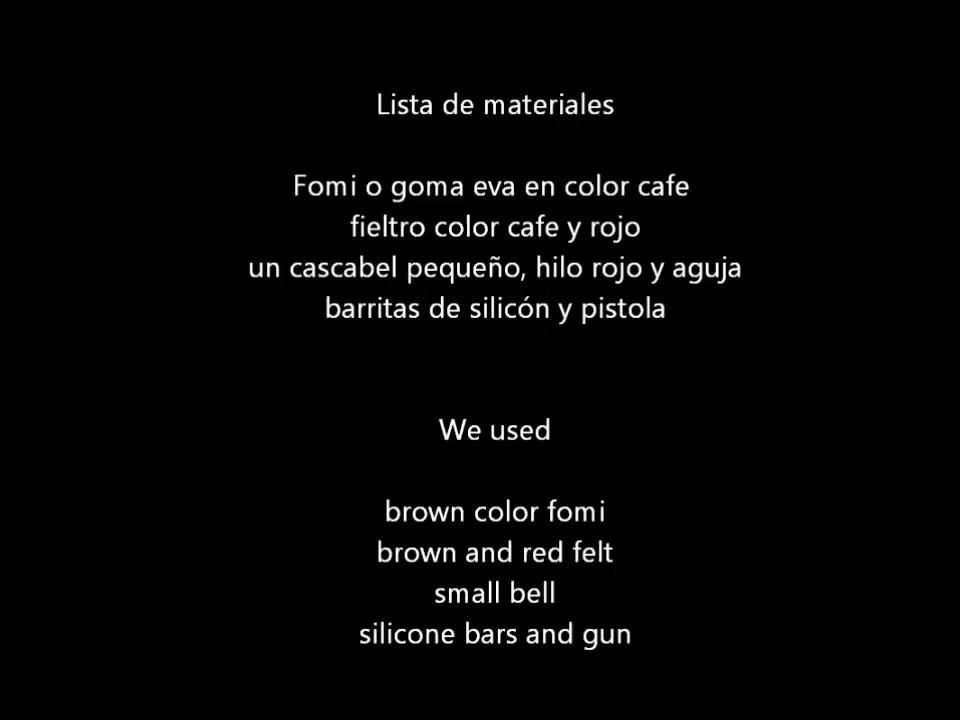 Lista de materiales
Fomi o goma eva en color cafe
fieltro color cafe y rojo
un cascabel pequeño, hilo rojo y aguja
barritas de silicón y pistola
We used
brown color fomi
brown and red felt
small bell
silicone bars and gun